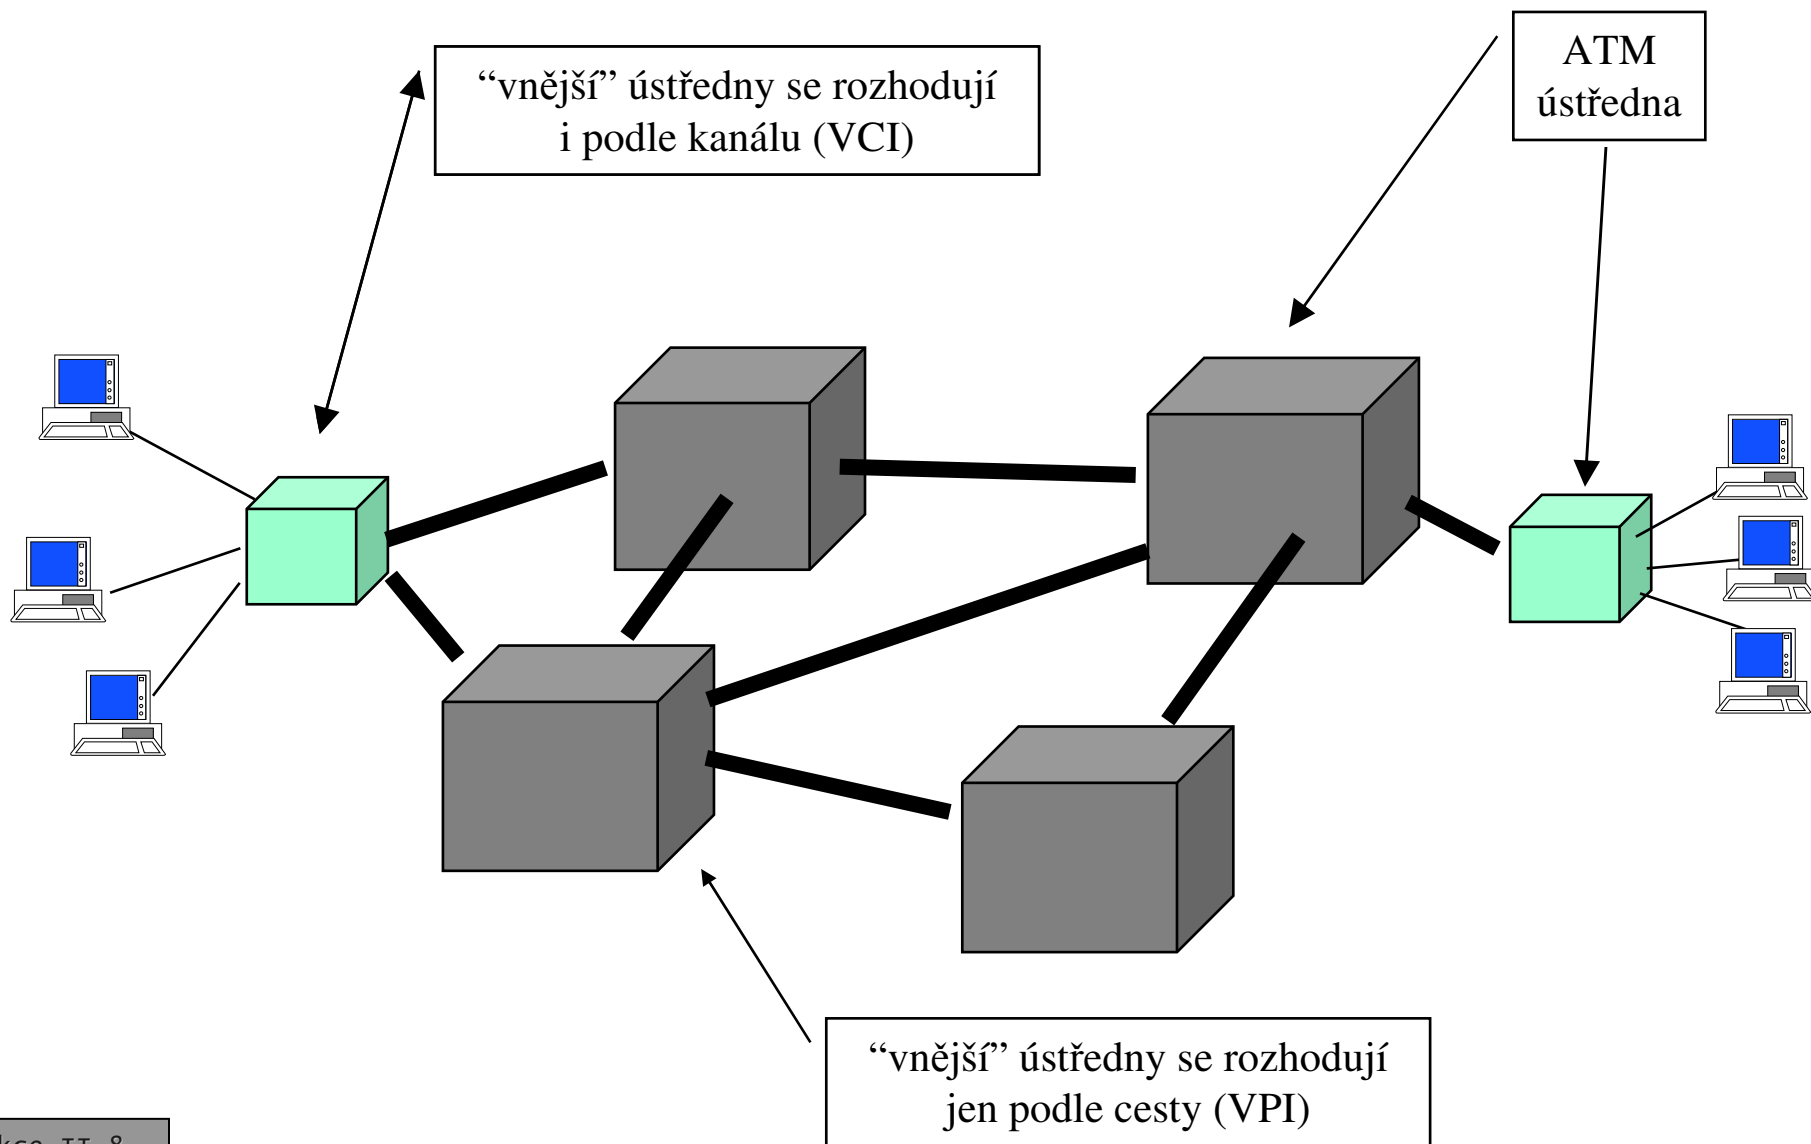 “vnější” ústředny se rozhodují
i podle kanálu (VCI)
ATM
ústředna
“vnější” ústředny se rozhodují
jen podle cesty (VPI)